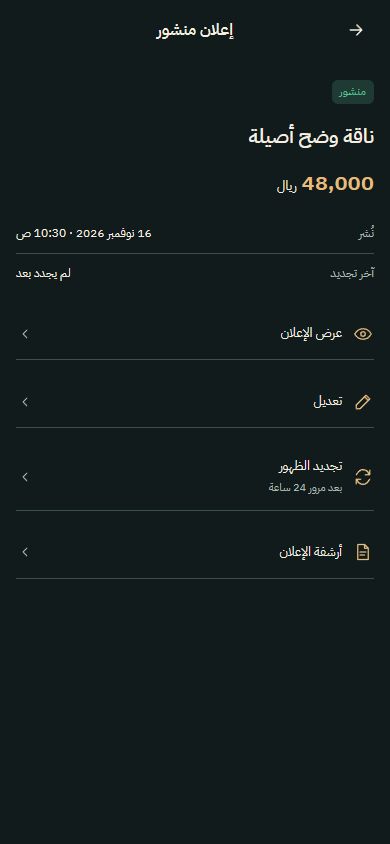 إعلان منشور
منشور
ناقة وضح أصيلة
48,000 ريال
نُشر
16 نوفمبر 2026 · 10:30 ص
آخر تجديد
لم يجدد بعد
عرض الإعلان
تعديل
تجديد الظهور
بعد مرور 24 ساعة
أرشفة الإعلان